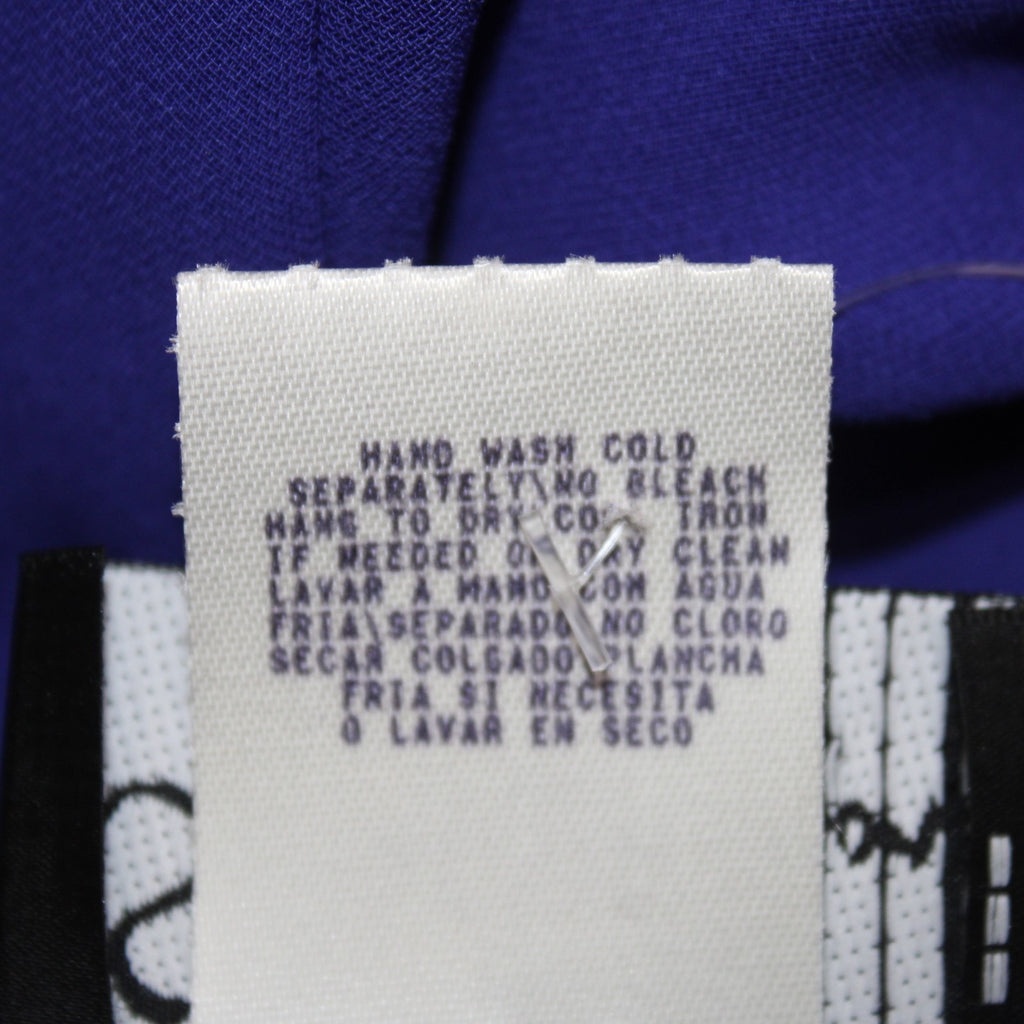 HAND WASH COLD
SEPARATELY\NO BLEACH
HANG TO DRY COOL IRON
IF NEEDED OR DRY CLEAN
LAVAR A MANO CON AGUA
FRIA\SEPARADO NO CLORO
SECAR COLGADO PLANCHA
FRIA SI NECESITA
O LAVAR EN SECO